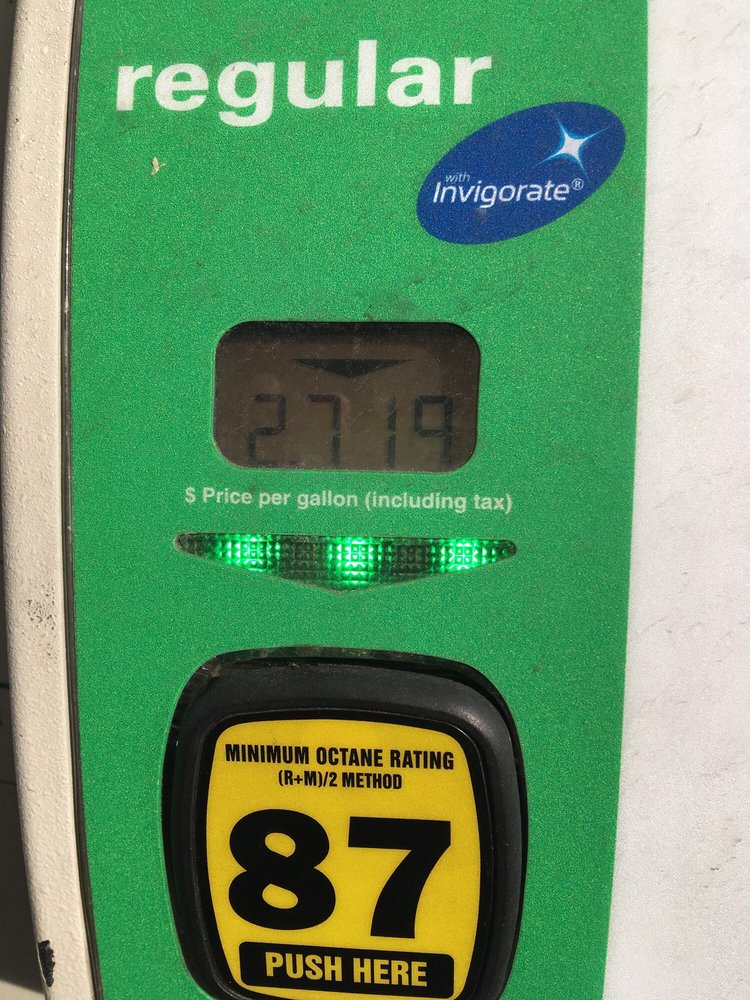 regular
with
Invigorate®
2.719
$ Price per gallon (including tax)
MINIMUM OCTANE RATING
(R+M)/2 METHOD
87
PUSH HERE